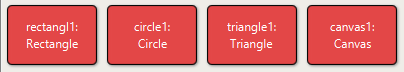 rectangl1:
Rectangle
circle1:
Circle
triangle1:
Triangle
canvas1:
Canvas